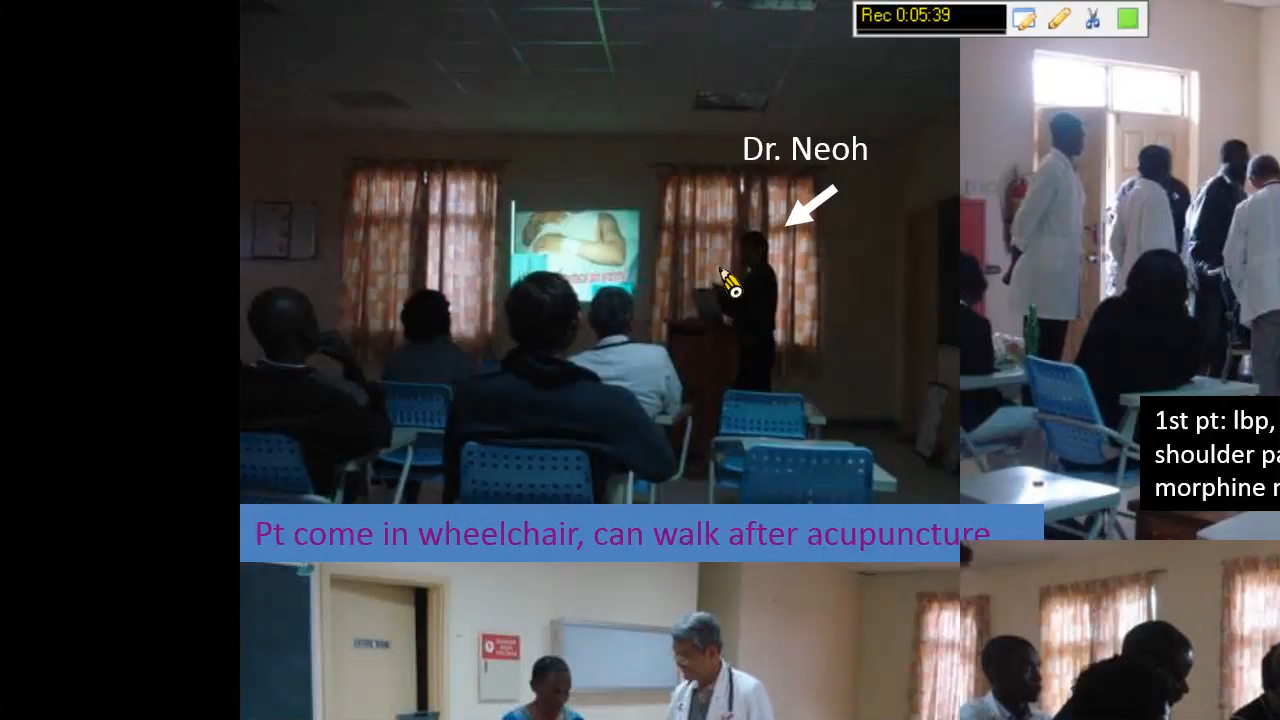 Rec 0:05:39
Dr. Neoh
1st pt: lbp,
shoulder pa
morphine r
Pt come in wheelchair, can walk after acupuncture